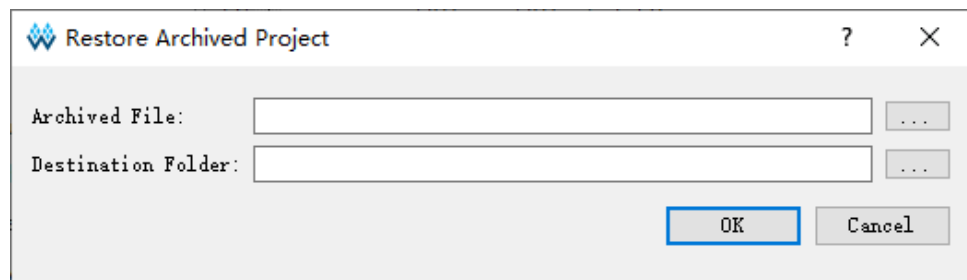 Restore Archived Project ?
Archived File: ...
Destination Folder: ...
OK Cancel